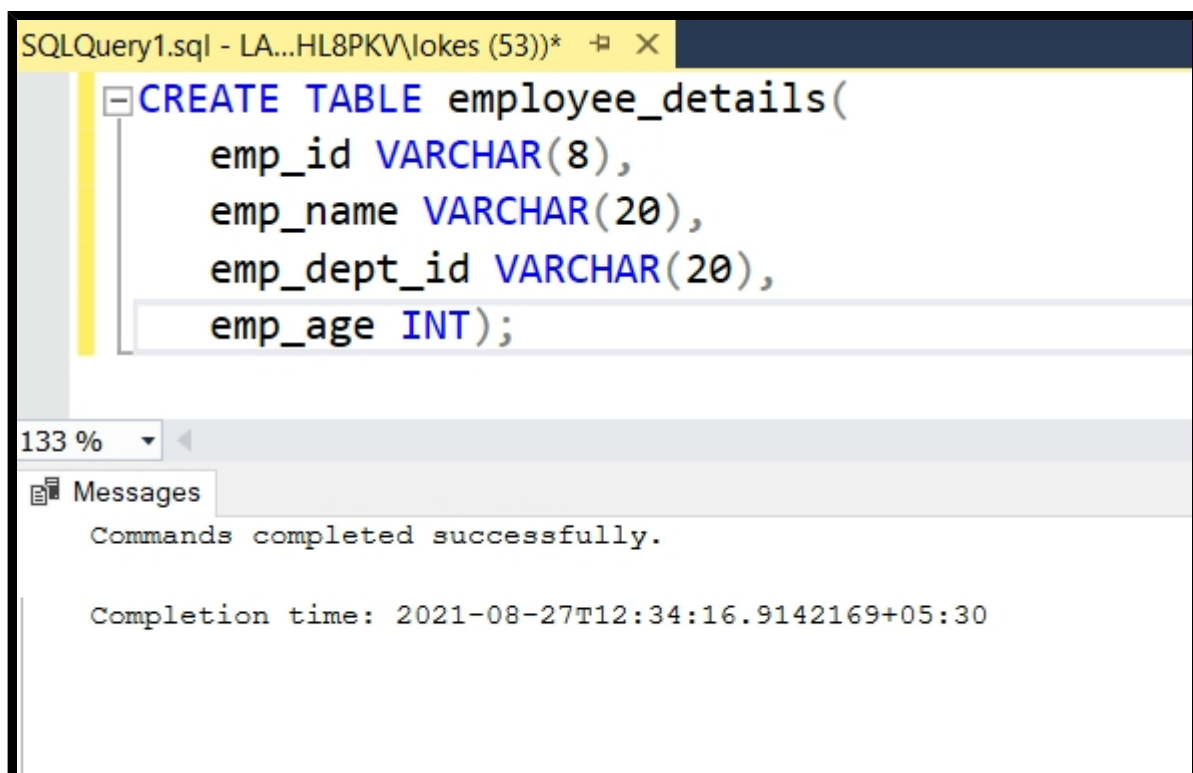 SQLQuery1.sql - LA...HL8PKV\lokes (53))*
CREATE TABLE employee_details(
emp_id VARCHAR(8),
emp_name VARCHAR(20),
emp_dept_id VARCHAR(20),
emp_age INT);
133 %
Messages
Commands completed successfully.
Completion time: 2021-08-27T12:34:16.9142169+05:30